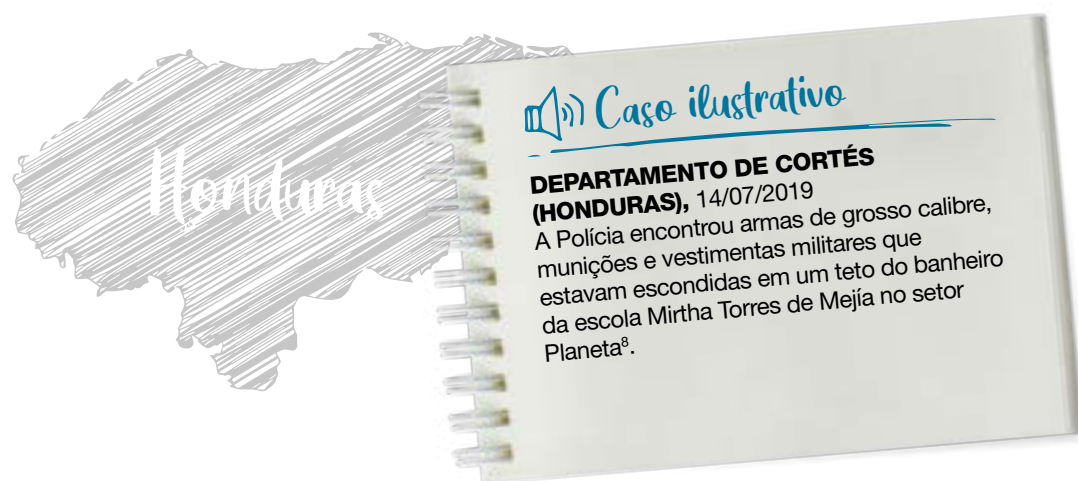 Honduras
Caso ilustrativo
DEPARTAMENTO DE CORTÉS
(HONDURAS), 14/07/2019
A Polícia encontrou armas de grosso calibre,
munições e vestimentas militares que
estavam escondidas em um teto do banheiro
da escola Mirtha Torres de Mejía no setor
Planeta⁸.